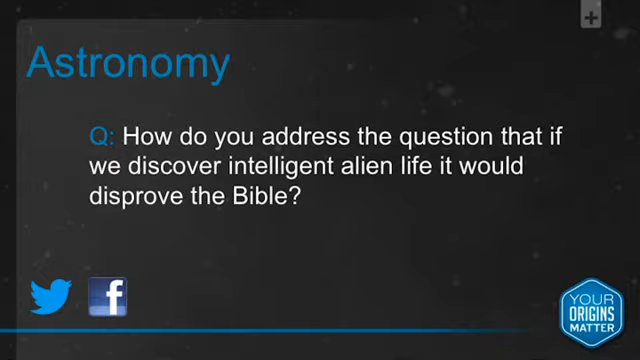 Astronomy
Q: How do you address the question that if
we discover intelligent alien life it would
disprove the Bible?
f
YOUR
ORIGINS
MATTER